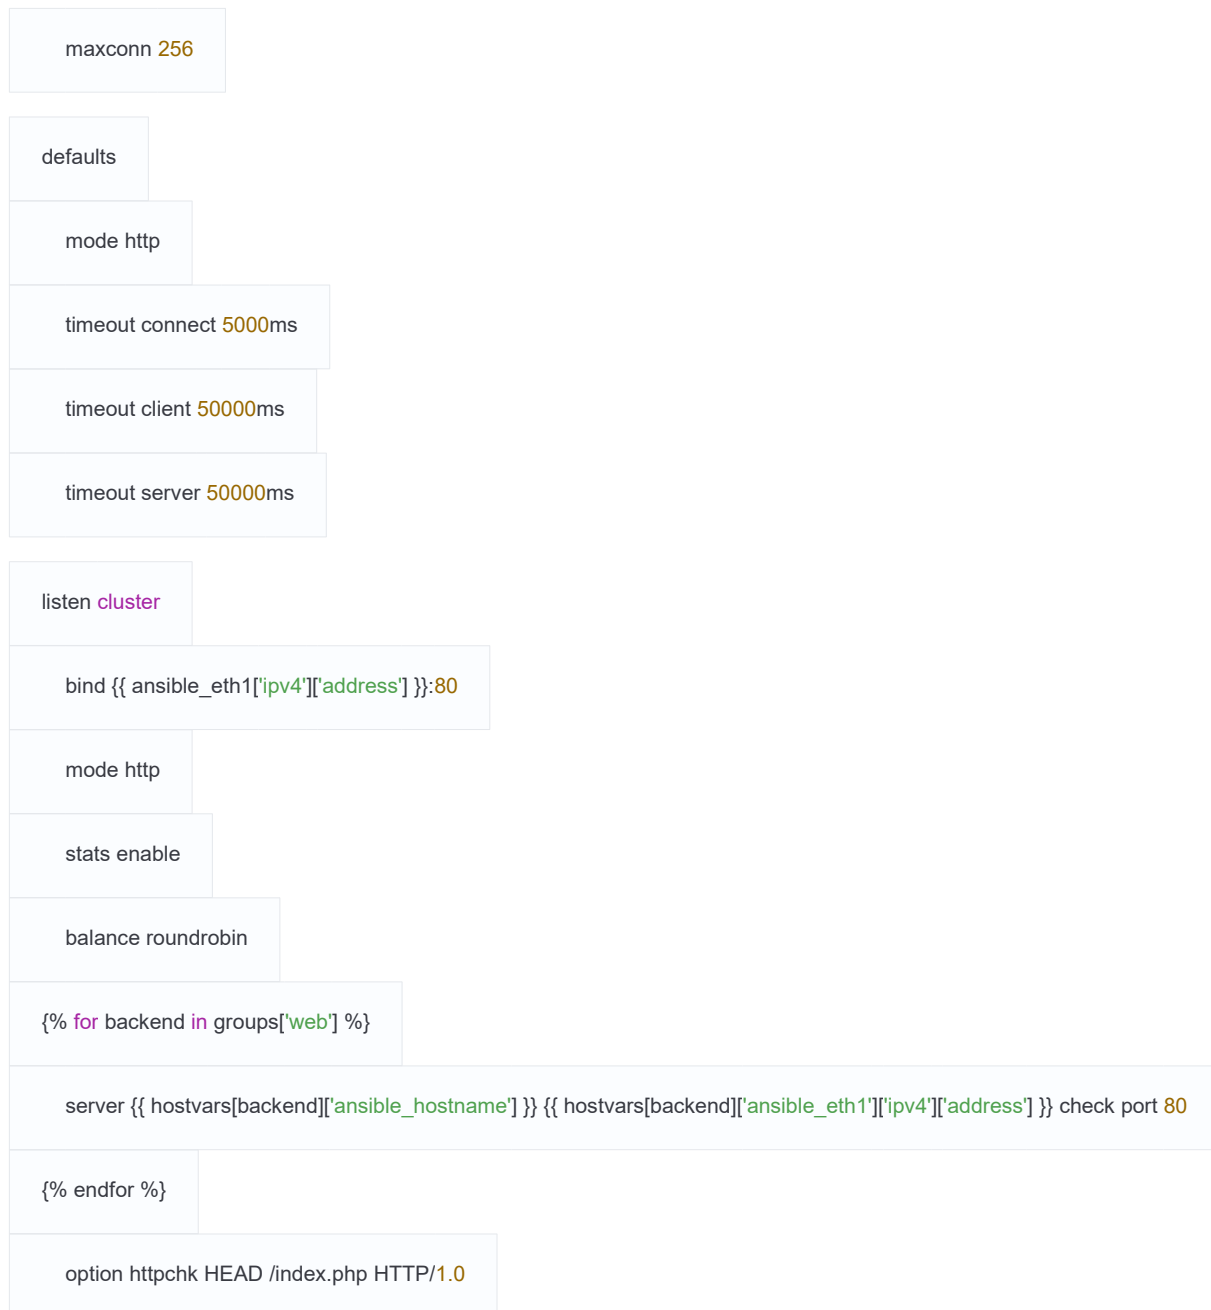 maxconn 256
defaults
mode http
timeout connect 5000ms
timeout client 50000ms
timeout server 50000ms
listen cluster
bind {{ ansible_eth1['ipv4']['address'] }}:80
mode http
stats enable
balance roundrobin
{% for backend in groups['web'] %}
server {{ hostvars[backend]['ansible_hostname'] }} {{ hostvars[backend]['ansible_eth1']['ipv4']['address'] }} check port 80
{% endfor %}
option httpchk HEAD /index.php HTTP/1.0